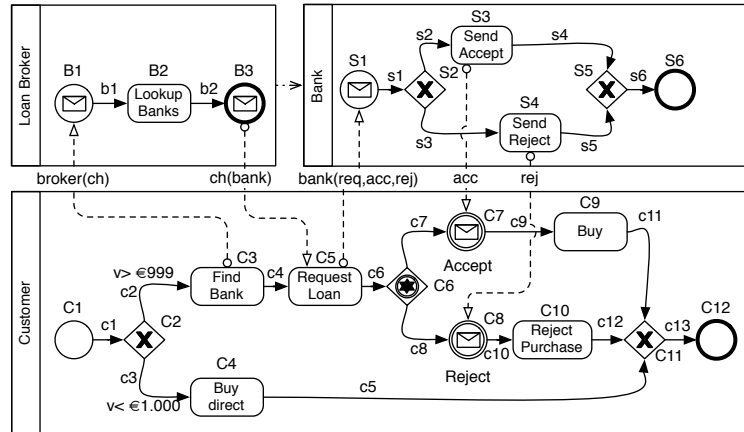 Loan Broker
B1
b1
B2
Lookup
Banks
b2
B3
Bank
S1
s1
s2
S2
s3
S3
Send
Accept
s4
S4
Send
Reject
s5
S5
s6
S6
broker(ch)
ch(bank)
bank(req,acc,rej)
acc
rej
Customer
C1
c1
C2
v> €999
c2
c3
v< €1.000
C3
Find
Bank
c4
C5
Request
Loan
c6
C6
c7
c8
C7
Accept
c9
C9
Buy
c11
C8
Reject
c10
C10
Reject
Purchase
c12
C4
Buy
direct
c5
C11
c13
C12